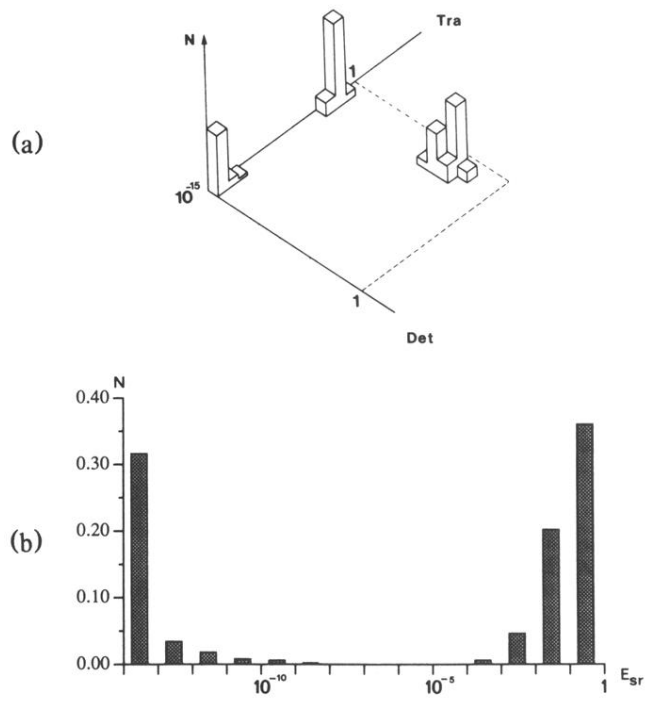 Tra
N
1
(a)
10⁻¹⁵
1
Det
N
0.40
0.30
0.20
(b)
0.10
0.00
10⁻¹⁰
10⁻⁵
1
E_sr